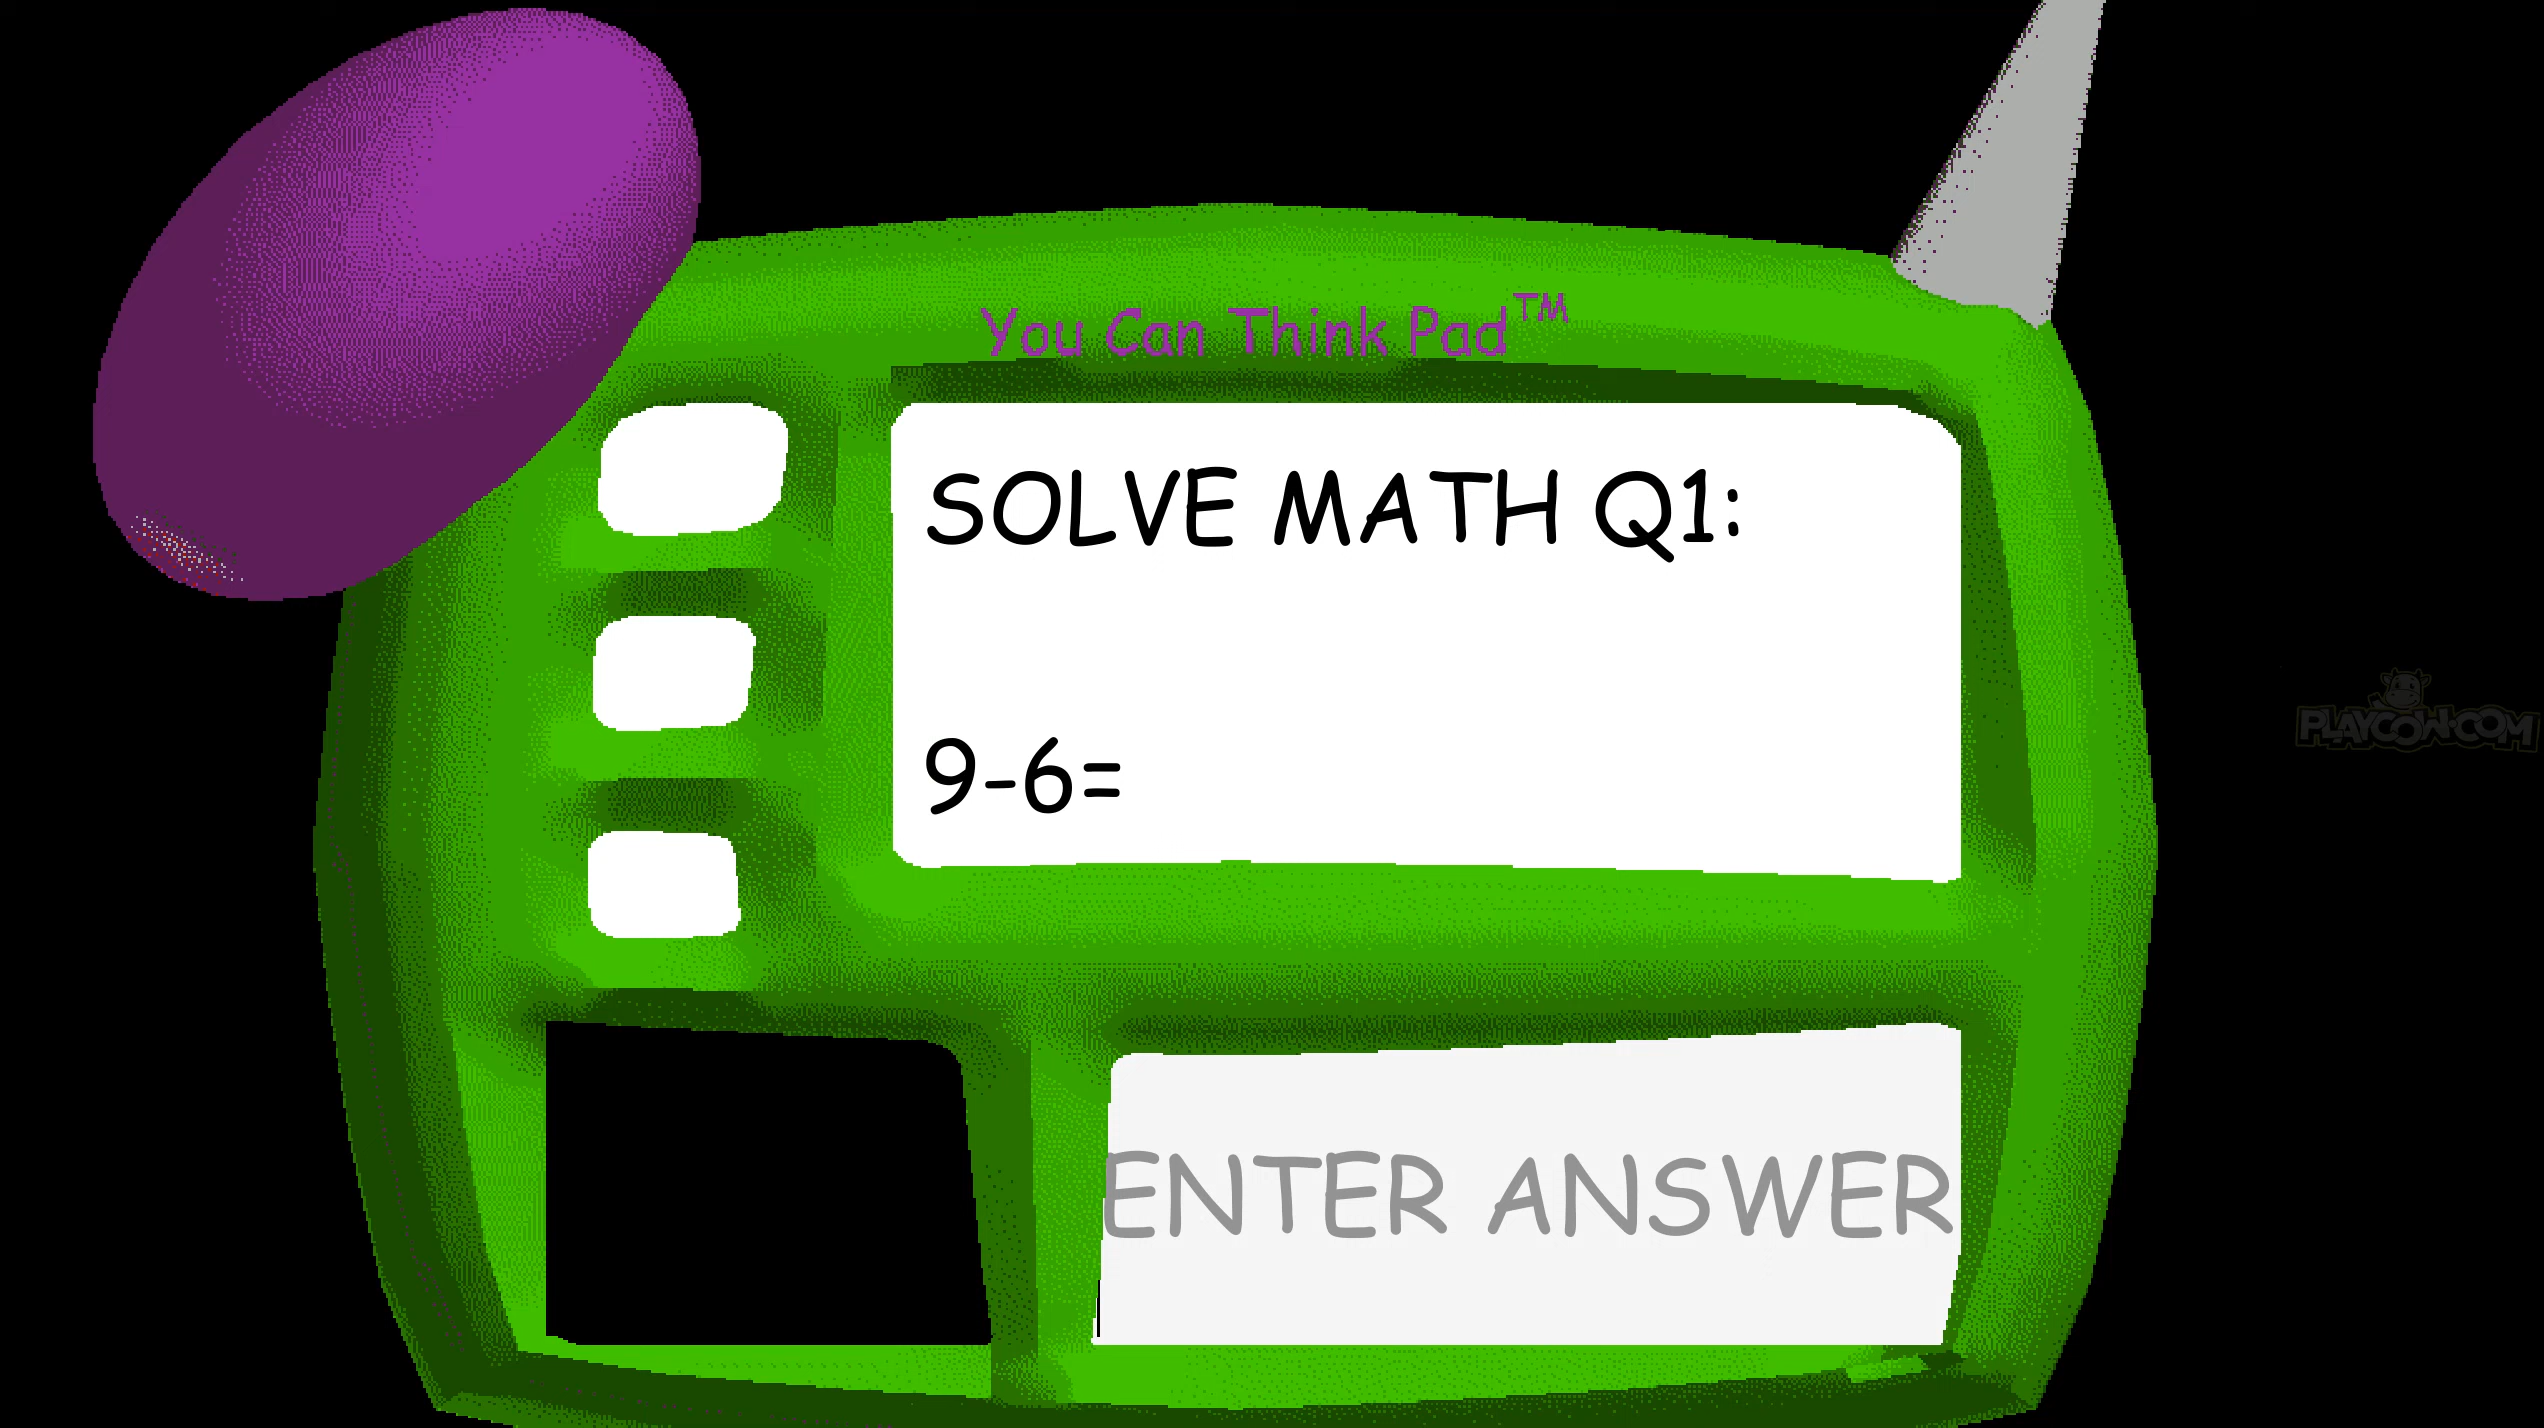 You Can Think Pad™
SOLVE MATH Q1:
9-6=
PLAYCOW.COM
ENTER ANSWER